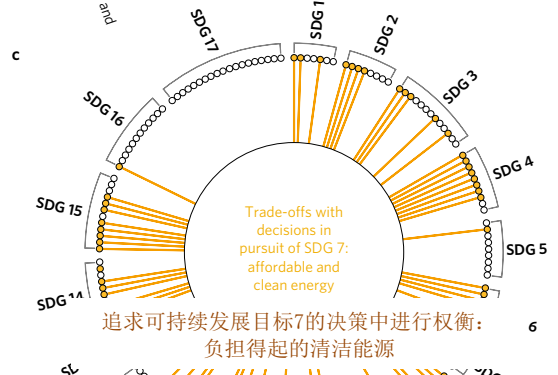 and
c
SDG 17
SDG 1
SDG 2
SDG 3
SDG 16
SDG 4
SDG 15
SDG 5
SDG 14
Trade-offs with
decisions in
pursuit of SDG 7:
affordable and
clean energy
追求可持续发展目标7的决策中进行权衡：
负担得起的清洁能源
6